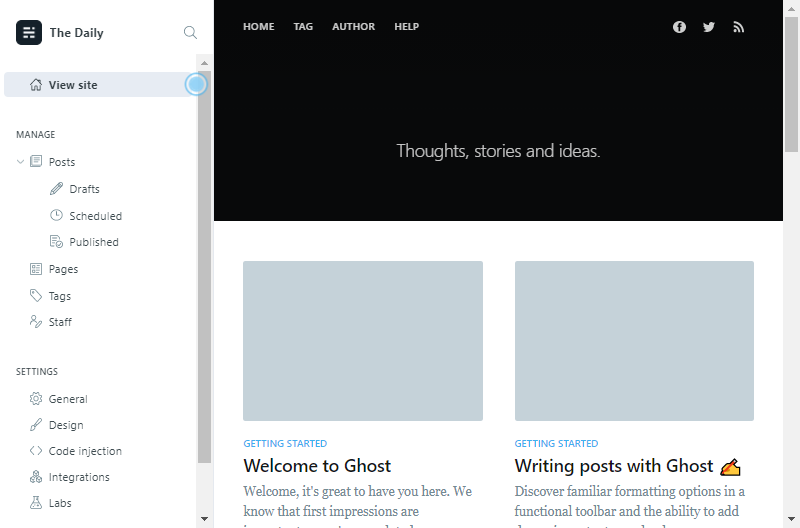 The Daily
View site
MANAGE
Posts
Drafts
Scheduled
Published
Pages
Tags
Staff
SETTINGS
General
Design
Code injection
Integrations
Labs
HOME TAG AUTHOR HELP
Thoughts, stories and ideas.
GETTING STARTED
Welcome to Ghost
Welcome, it's great to have you here. We
know that first impressions are
GETTING STARTED
Writing posts with Ghost ✍️
Discover familiar formatting options in a
functional toolbar and the ability to add